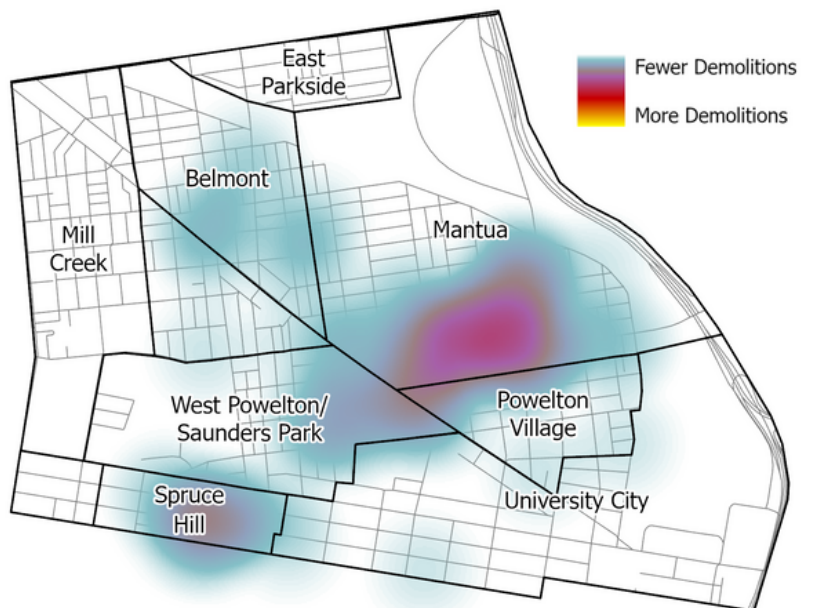 East
Parkside
Fewer Demolitions
More Demolitions
Belmont
Mill
Creek
Mantua
West Powelton/
Saunders Park
Powelton
Village
Spruce
Hill
University City